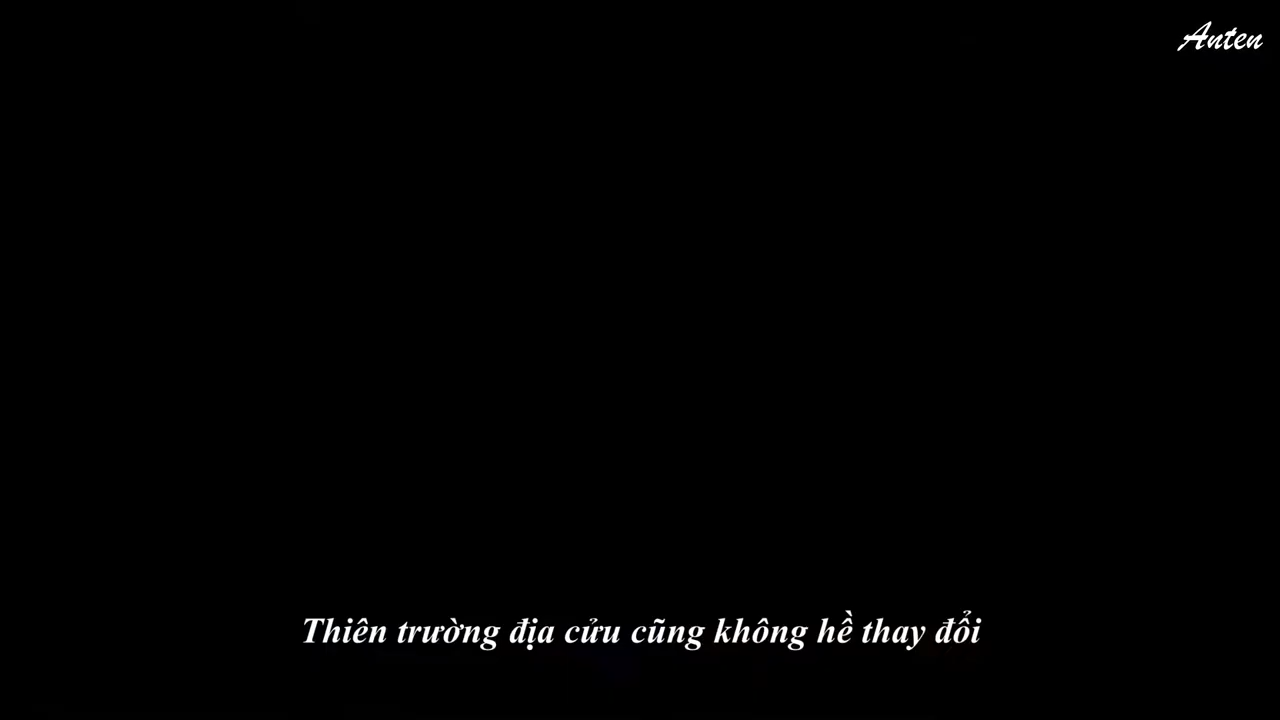 Anten
Thiên trường địa cửu cũng không hề thay đổi